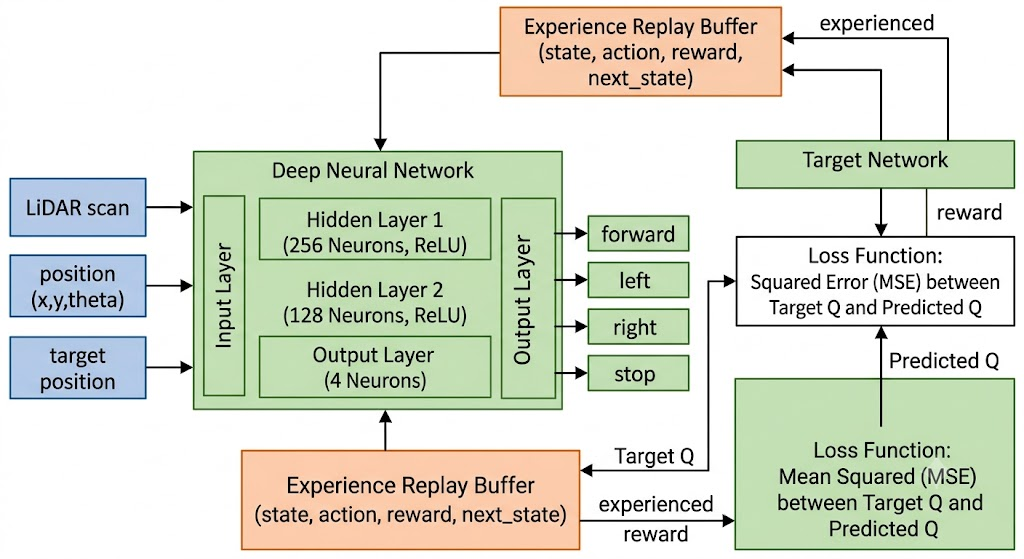 Experience Replay Buffer
(state, action, reward,
next_state)
experienced
Target Network
reward
Loss Function:
Squared Error (MSE) between
Target Q and Predicted Q
Predicted Q
Loss Function:
Mean Squared (MSE)
between Target Q and
Predicted Q
LiDAR scan
position
(x,y,theta)
target
position
Deep Neural Network
Input Layer
Hidden Layer 1
(256 Neurons, ReLU)
Hidden Layer 2
(128 Neurons, ReLU)
Output Layer
(4 Neurons)
Output Layer
forward
left
right
stop
Target Q
Experience Replay Buffer
(state, action, reward, next_state)
experienced
reward